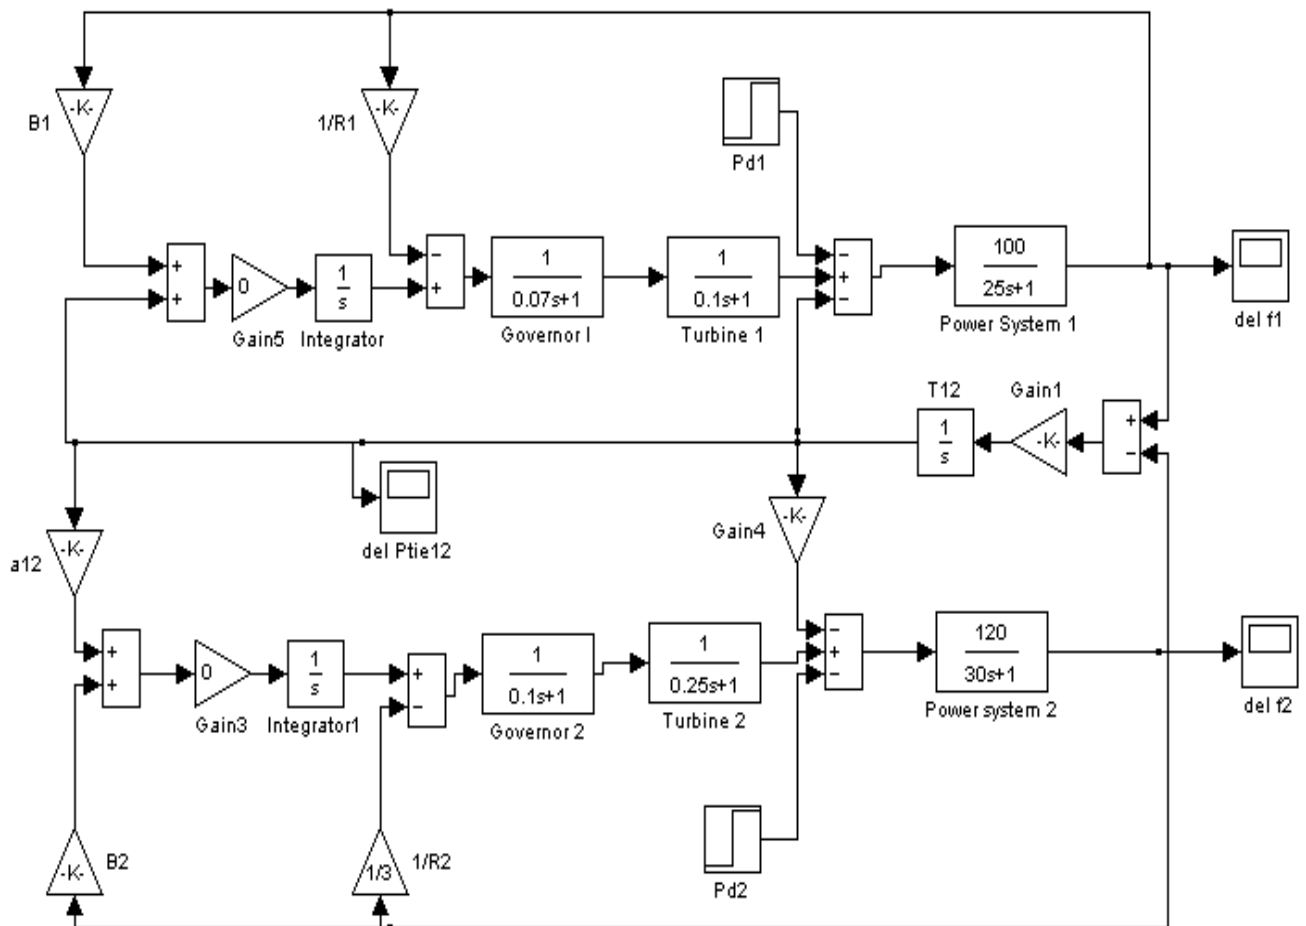 -K-
B1
-K-
1/R1
Pd1
+
+
0
Gain5
1
s
Integrator
−
+
1
0.07s+1
Governor I
1
0.1s+1
Turbine 1
−
+
−
100
25s+1
Power System 1
del f1
T12
1
s
Gain1
-K-
+
−
-K-
a12
del Ptie12
Gain4
-K-
+
+
0
Gain3
1
s
Integrator1
+
−
1
0.1s+1
Governor 2
1
0.25s+1
Turbine 2
−
+
−
120
30s+1
Power system 2
del f2
-K-
B2
1/3
1/R2
Pd2